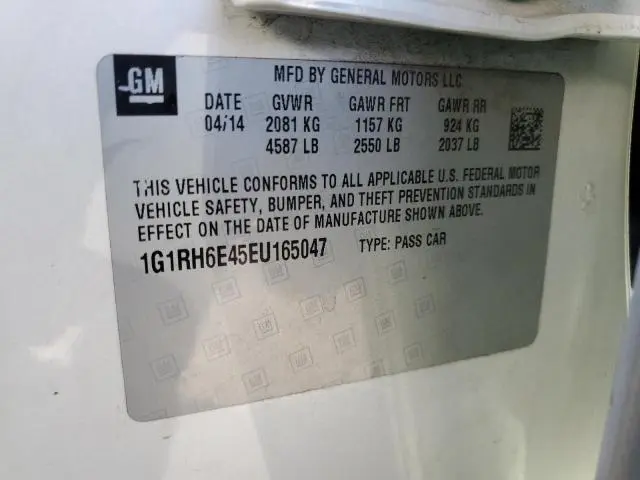 GM
MFD BY GENERAL MOTORS LLC
DATE GVWR GAWR FRT GAWR RR
04/14 2081 KG 1157 KG 924 KG
4587 LB 2550 LB 2037 LB
THIS VEHICLE CONFORMS TO ALL APPLICABLE U.S. FEDERAL MOTOR
VEHICLE SAFETY, BUMPER, AND THEFT PREVENTION STANDARDS IN
EFFECT ON THE DATE OF MANUFACTURE SHOWN ABOVE.
1G1RH6E45EU165047 TYPE: PASS CAR